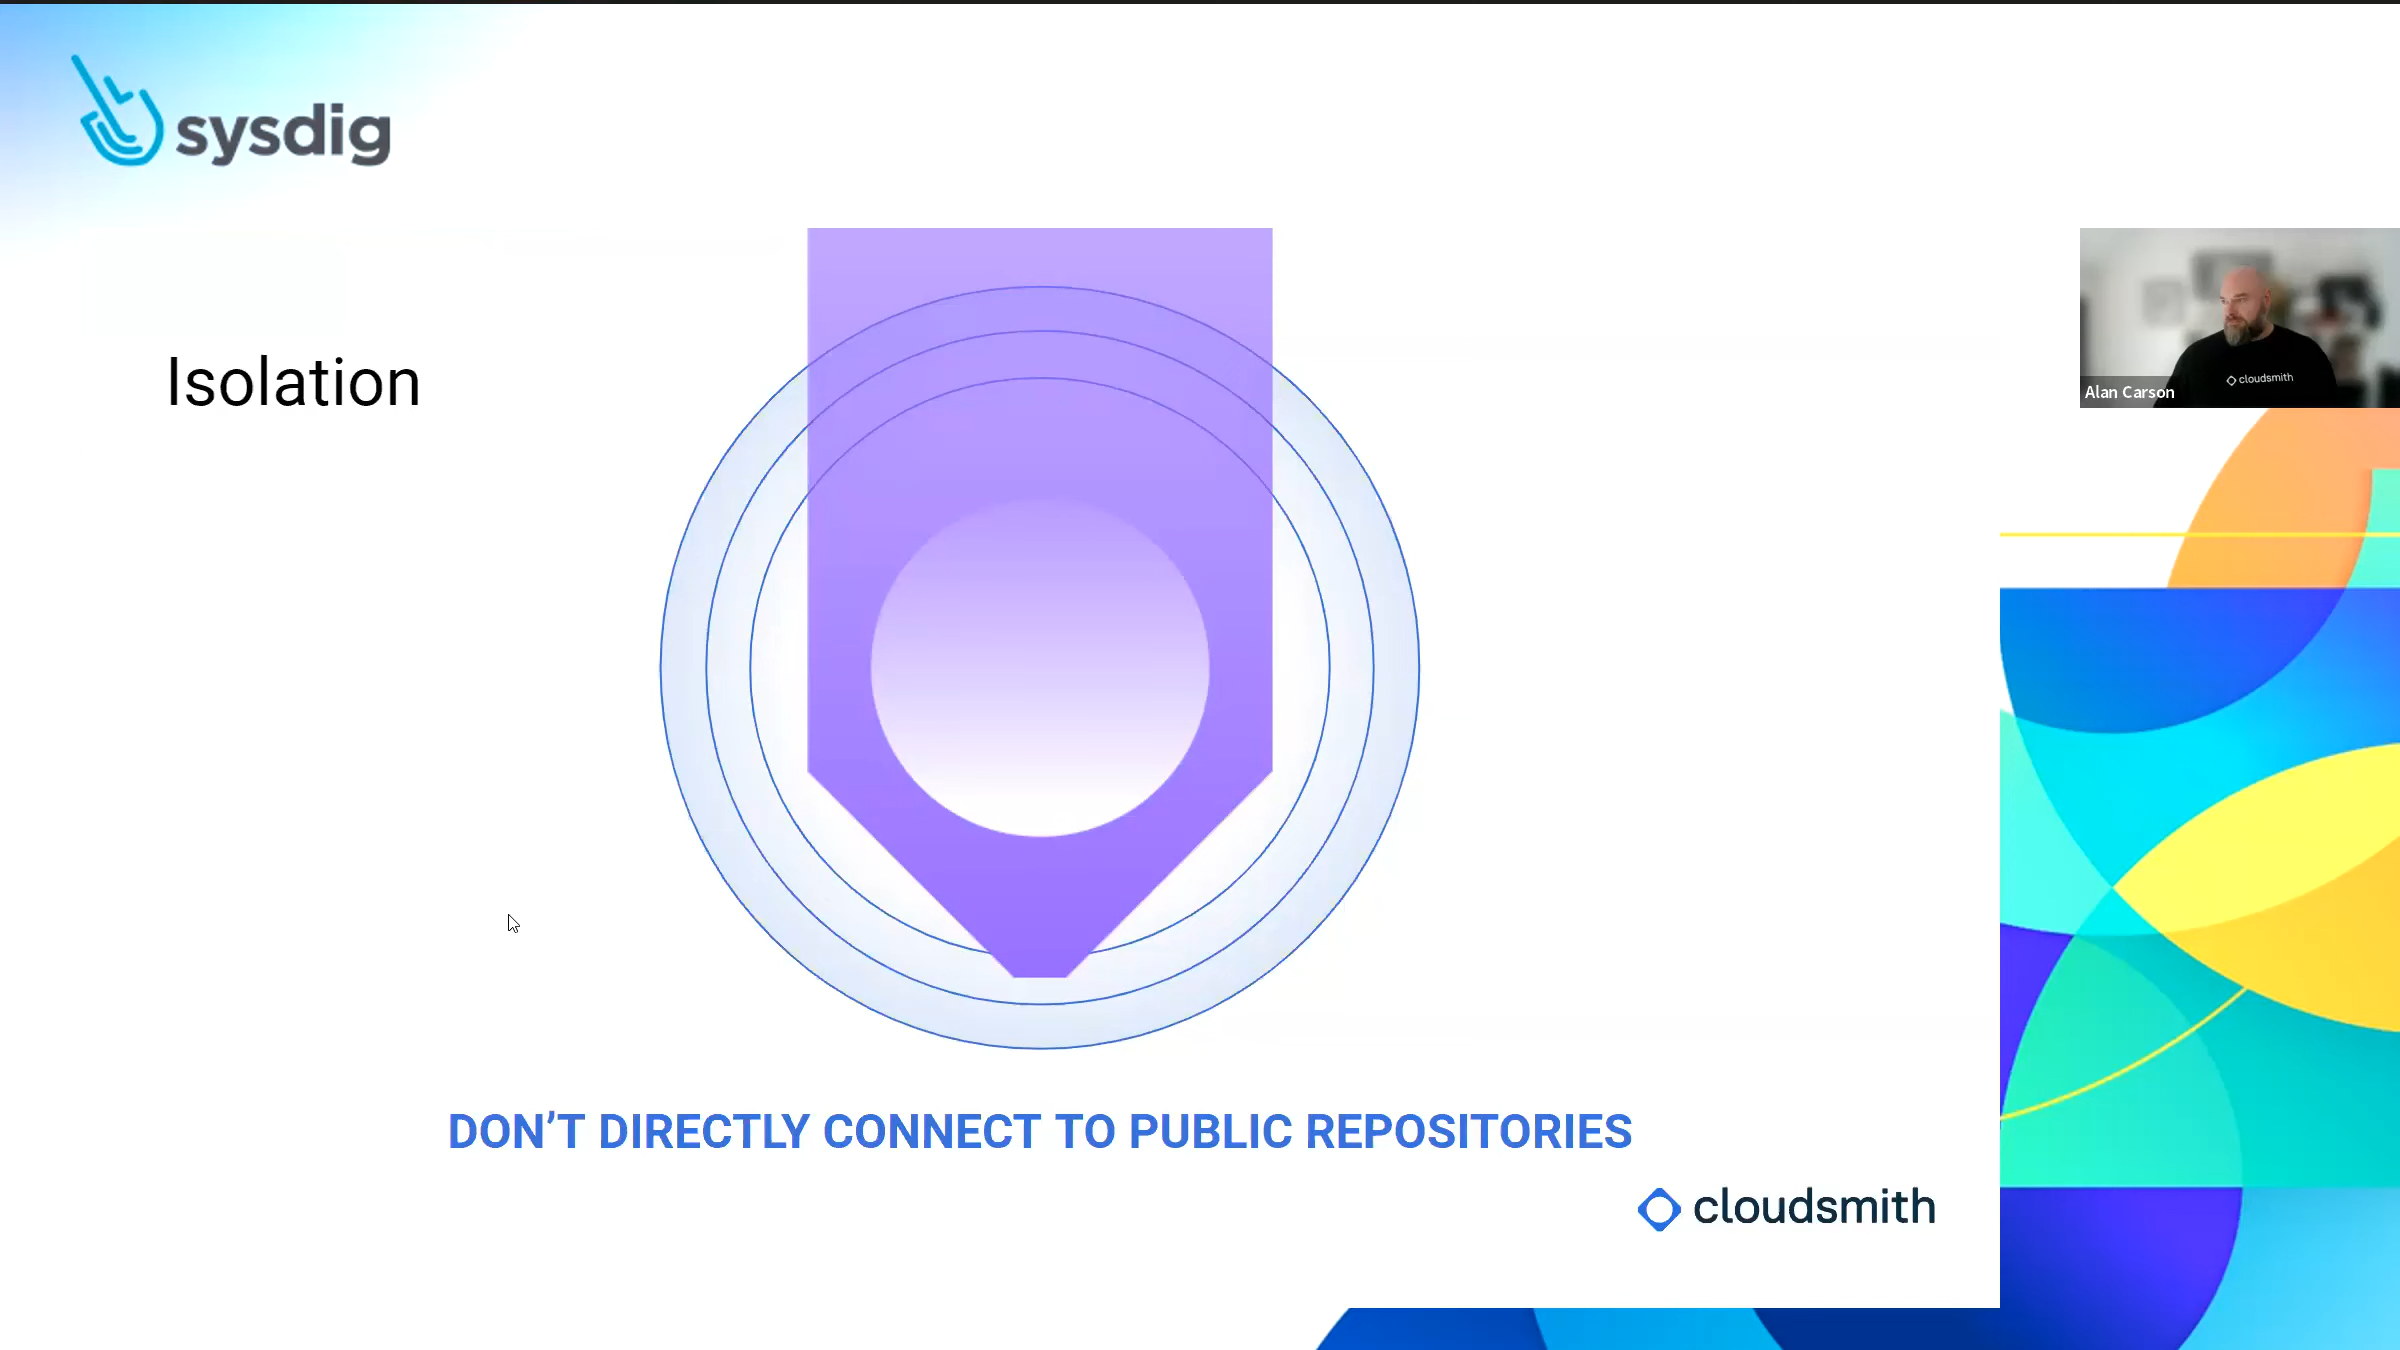 sysdig
Isolation
cloudsmith
Alan Carson
DON’T DIRECTLY CONNECT TO PUBLIC REPOSITORIES
cloudsmith